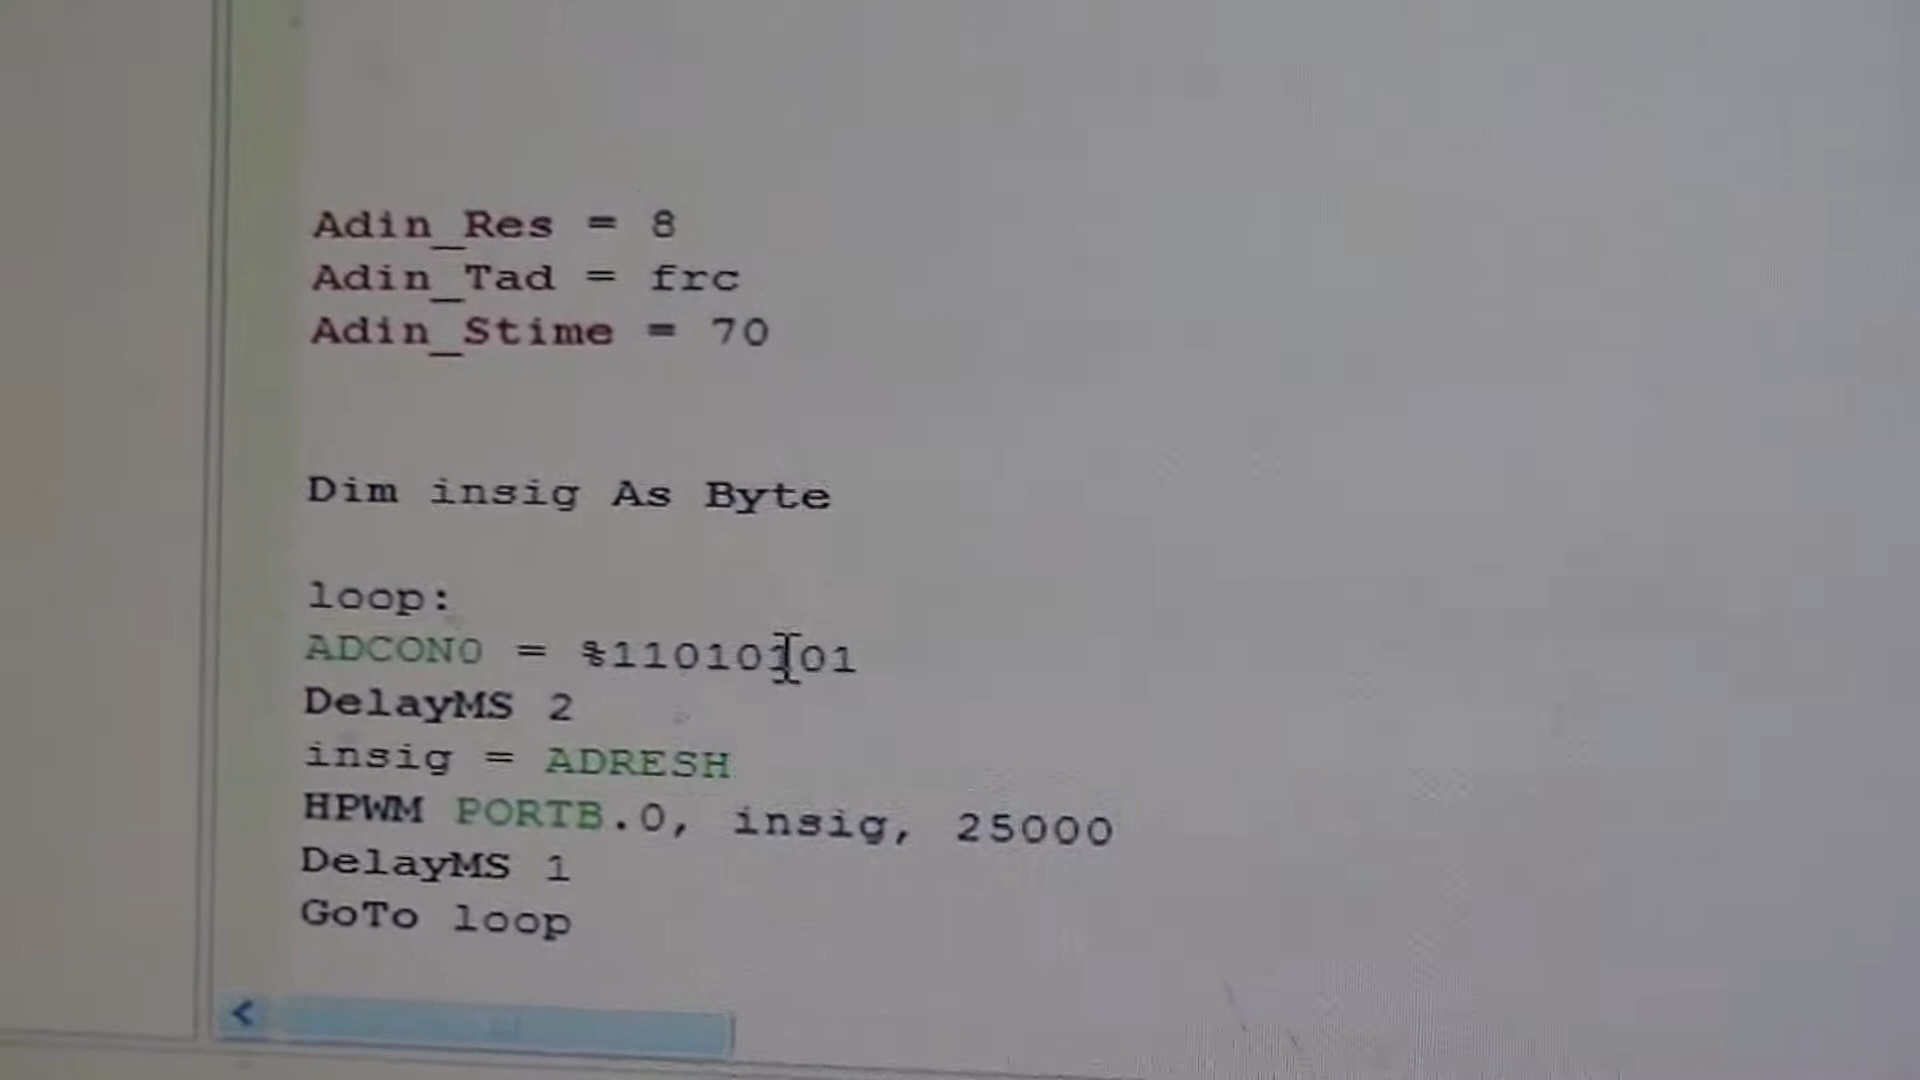 Adin_Res = 8
Adin_Tad = frc
Adin_Stime = 70
Dim insig As Byte
loop:
ADCON0 = %11010101
DelayMS 2
insig = ADRESH
HPWM PORTB.0, insig, 25000
DelayMS 1
GoTo loop